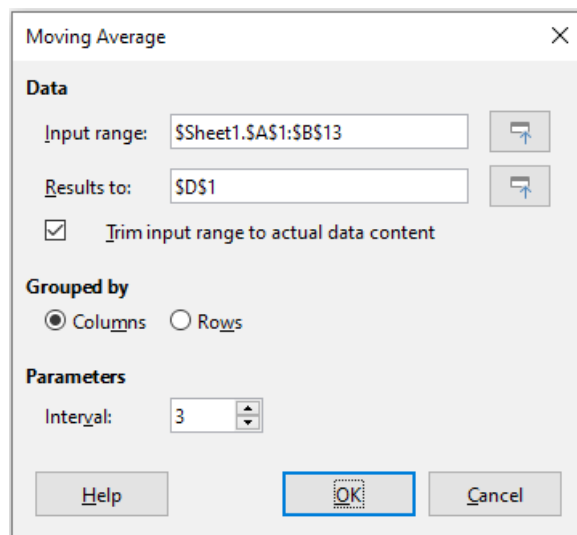 Moving Average
Data
Input range: $Sheet1.$A$1:$B$13
Results to: $D$1
Trim input range to actual data content
Grouped by
Columns Rows
Parameters
Interval: 3
Help OK Cancel